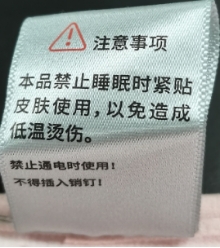 注意事项
本品禁止睡眠时紧贴
皮肤使用，以免造成
低温烫伤。
禁止通电时使用！
不得插入销钉！